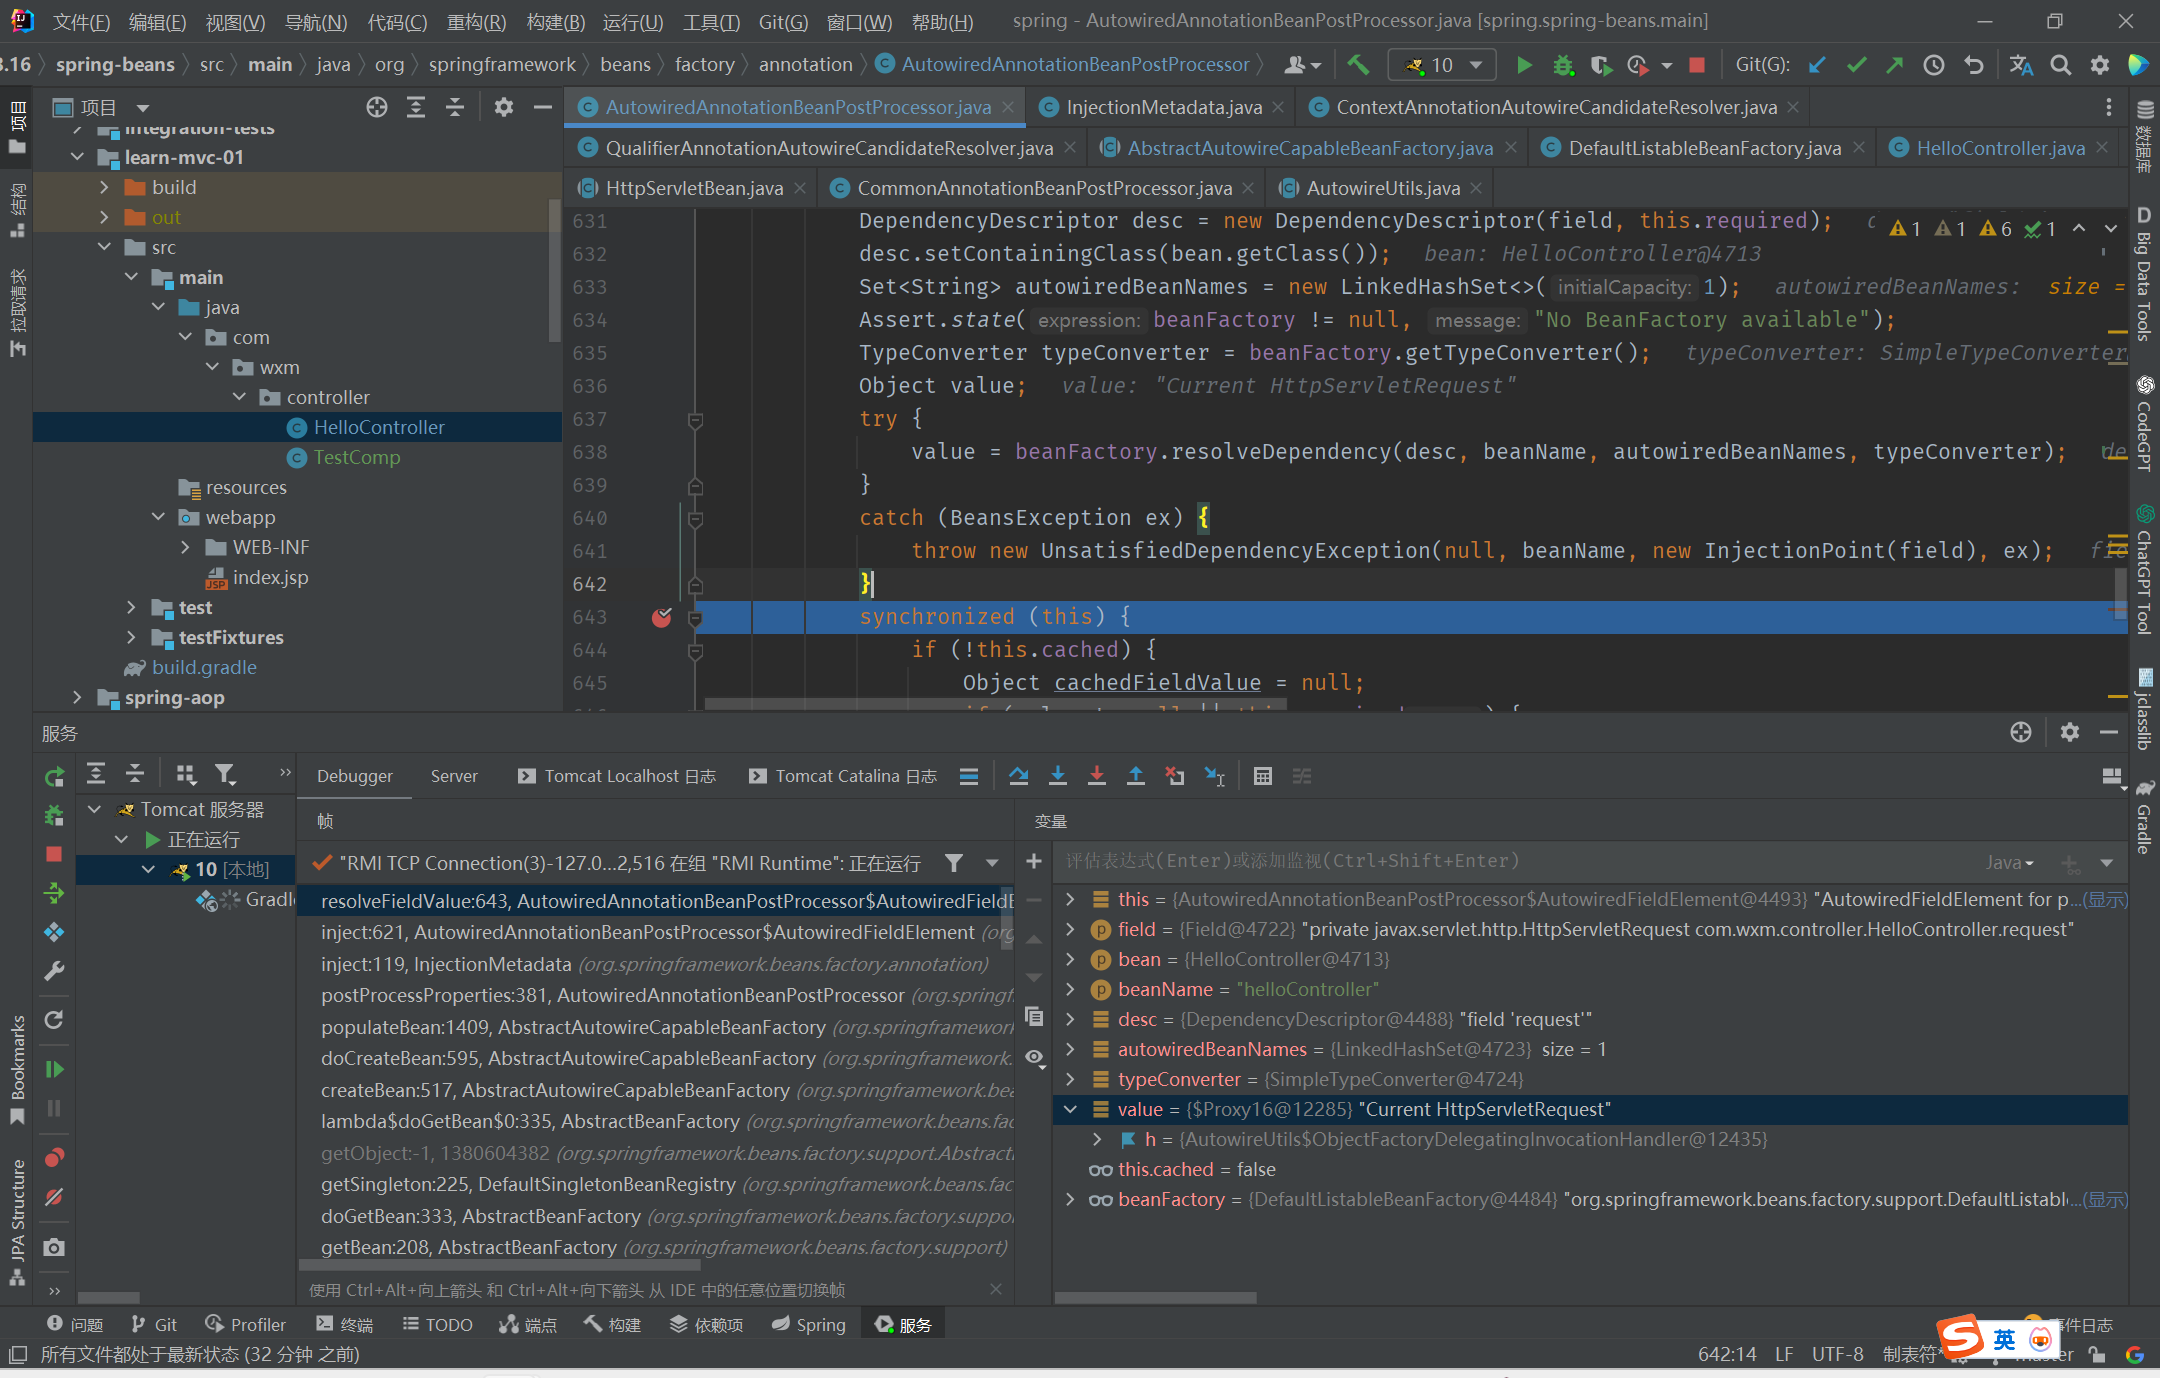 文件(F) 编辑(E) 视图(V) 导航(N) 代码(C) 重构(R) 构建(B) 运行(U) 工具(T) Git(G) 窗口(W) 帮助(H) spring - AutowiredAnnotationBeanPostProcessor.java [spring.spring-beans.main]
3.16 spring-beans src main java org springframework beans factory annotation AutowiredAnnotationBeanPostProcessor 10 Git(G):
项目
AutowiredAnnotationBeanPostProcessor.java InjectionMetadata.java ContextAnnotationAutowireCandidateResolver.java
QualifierAnnotationAutowireCandidateResolver.java AbstractAutowireCapableBeanFactory.java DefaultListableBeanFactory.java HelloController.java
HttpServletBean.java CommonAnnotationBeanPostProcessor.java AutowireUtils.java
项目
结构
拉取请求
Bookmarks
JPA Structure
integration-tests
learn-mvc-01
build
out
src
main
java
com
wxm
controller
HelloController
TestComp
resources
webapp
WEB-INF
index.jsp
test
testFixtures
build.gradle
spring-aop
631 DependencyDescriptor desc = new DependencyDescriptor(field, this.required);
1 1 6 1
632 desc.setContainingClass(bean.getClass()); bean: HelloController@4713
633 Set<String> autowiredBeanNames = new LinkedHashSet<>( initialCapacity: 1); autowiredBeanNames: size =
634 Assert.state( expression: beanFactory != null, message: "No BeanFactory available");
635 TypeConverter typeConverter = beanFactory.getTypeConverter(); typeConverter: SimpleTypeConverter
636 Object value; value: "Current HttpServletRequest"
637 try {
638 value = beanFactory.resolveDependency(desc, beanName, autowiredBeanNames, typeConverter); de
639 }
640 catch (BeansException ex) {
641 throw new UnsatisfiedDependencyException(null, beanName, new InjectionPoint(field), ex); fie
642 }
643 synchronized (this) {
644 if (!this.cached) {
645 Object cachedFieldValue = null;
数据库
Big Data Tools
CodeGPT
ChatGPT Tool
jclasslib
Gradle
服务
Debugger Server Tomcat Localhost 日志 Tomcat Catalina 日志
Tomcat 服务器
正在运行
10 [本地]
Gradl
帧
"RMI TCP Connection(3)-127.0...2,516 在组 "RMI Runtime": 正在运行
resolveFieldValue:643, AutowiredAnnotationBeanPostProcessor$AutowiredFieldE
inject:621, AutowiredAnnotationBeanPostProcessor$AutowiredFieldElement (org
inject:119, InjectionMetadata (org.springframework.beans.factory.annotation)
postProcessProperties:381, AutowiredAnnotationBeanPostProcessor (org.springf
populateBean:1409, AbstractAutowireCapableBeanFactory (org.springframework
doCreateBean:595, AbstractAutowireCapableBeanFactory (org.springframework.
createBean:517, AbstractAutowireCapableBeanFactory (org.springframework.bea
lambda$doGetBean$0:335, AbstractBeanFactory (org.springframework.beans.fac
getObject:-1, 1380604382 (org.springframework.beans.factory.support.Abstract
getSingleton:225, DefaultSingletonBeanRegistry (org.springframework.beans.fac
doGetBean:333, AbstractBeanFactory (org.springframework.beans.factory.suppo
getBean:208, AbstractBeanFactory (org.springframework.beans.factory.support)
使用 Ctrl+Alt+向上箭头 和 Ctrl+Alt+向下箭头 从 IDE 中的任意位置切换帧
变量
评估表达式(Enter)或添加监视(Ctrl+Shift+Enter) Java
this = {AutowiredAnnotationBeanPostProcessor$AutowiredFieldElement@4493} "AutowiredFieldElement for p...(显示)
field = {Field@4722} "private javax.servlet.http.HttpServletRequest com.wxm.controller.HelloController.request"
bean = {HelloController@4713}
beanName = "helloController"
desc = {DependencyDescriptor@4488} "field 'request'"
autowiredBeanNames = {LinkedHashSet@4723} size = 1
typeConverter = {SimpleTypeConverter@4724}
value = {$Proxy16@12285} "Current HttpServletRequest"
h = {AutowireUtils$ObjectFactoryDelegatingInvocationHandler@12435}
this.cached = false
beanFactory = {DefaultListableBeanFactory@4484} "org.springframework.beans.factory.support.DefaultListabl...(显示)
问题 Git Profiler 终端 TODO 端点 构建 依赖项 Spring 服务 事件日志
所有文件都处于最新状态 (32 分钟 之前) 642:14 LF UTF-8 制表符* master
英